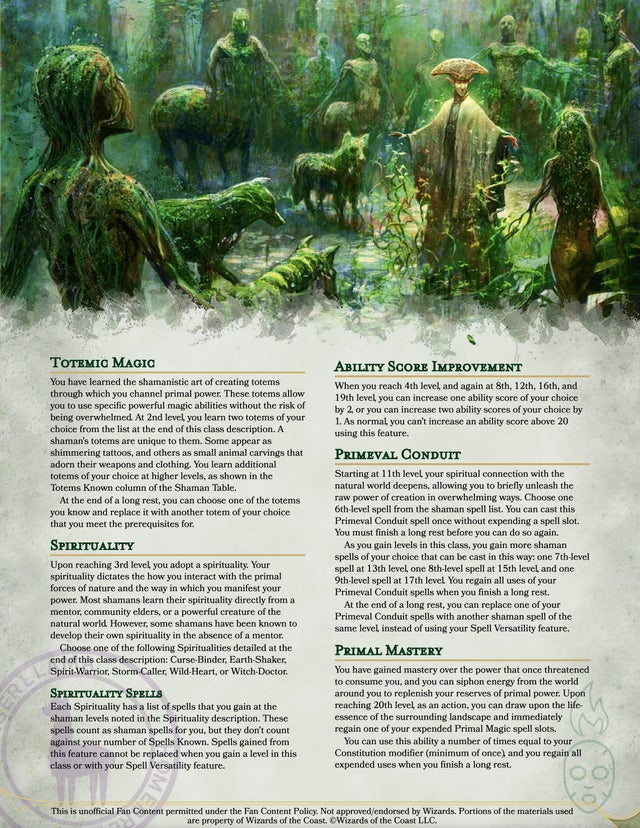 Totemic Magic
You have learned the shamanistic art of creating totems
through which you channel primal power. These totems allow
you to use specific powerful magic abilities without the risk of
being overwhelmed. At 2nd level, you learn two totems of your
choice from the list at the end of this class description. A
shaman's totems are unique to them. Some appear as
shimmering tattoos, and others as small animal carvings that
adorn their weapons and clothing. You learn additional
totems of your choice at higher levels, as shown in the
Totems Known column of the Shaman Table.
At the end of a long rest, you can choose one of the totems
you know and replace it with another totem of your choice
that you meet the prerequisites for.
Spirituality
Upon reaching 3rd level, you adopt a spirituality. Your
spirituality dictates the how you interact with the primal
forces of nature and the way in which you manifest your
power. Most shamans learn their spirituality directly from a
mentor, community elders, or a powerful creature of the
natural world. However, some shamans have been known to
develop their own spirituality in the absence of a mentor.
Choose one of the following Spiritualities detailed at the
end of this class description: Curse-Binder, Earth-Shaker,
Spirit-Warrior, Storm-Caller, Wild-Heart, or Witch-Doctor.
Spirituality Spells
Each Spirituality has a list of spells that you gain at the
shaman levels noted in the Spirituality description. These
spells count as shaman spells for you, but they don't count
against your number of Spells Known. Spells gained from
this feature cannot be replaced when you gain a level in this
class or with your Spell Versatility feature.
Ability Score Improvement
When you reach 4th level, and again at 8th, 12th, 16th, and
19th level, you can increase one ability score of your choice
by 2, or you can increase two ability scores of your choice by
1. As normal, you can't increase an ability score above 20
using this feature.
Primeval Conduit
Starting at 11th level, your spiritual connection with the
natural world deepens, allowing you to briefly unleash the
raw power of creation in overwhelming ways. Choose one
6th-level spell from the shaman spell list. You can cast this
Primeval Conduit spell once without expending a spell slot.
You must finish a long rest before you can do so again.
As you gain levels in this class, you gain more shaman
spells of your choice that can be cast in this way: one 7th-level
spell at 13th level, one 8th-level spell at 15th level, and one
9th-level spell at 17th level. You regain all uses of your
Primeval Conduit spells when you finish a long rest.
At the end of a long rest, you can replace one of your
Primeval Conduit spells with another shaman spell of the
same level, instead of using your Spell Versatility feature.
Primal Mastery
You have gained mastery over the power that once threatened
to consume you, and you can siphon energy from the world
around you to replenish your reserves of primal power. Upon
reaching 20th level, as an action, you can draw upon the life-
essence of the surrounding landscape and immediately
regain one of your expended Primal Magic spell slots.
You can use this ability a number of times equal to your
Constitution modifier (minimum of once), and you regain all
expended uses when you finish a long rest.
This is unofficial Fan Content permitted under the Fan Content Policy. Not approved/endorsed by Wizards. Portions of the materials used
are property of Wizards of the Coast. ©Wizards of the Coast LLC.